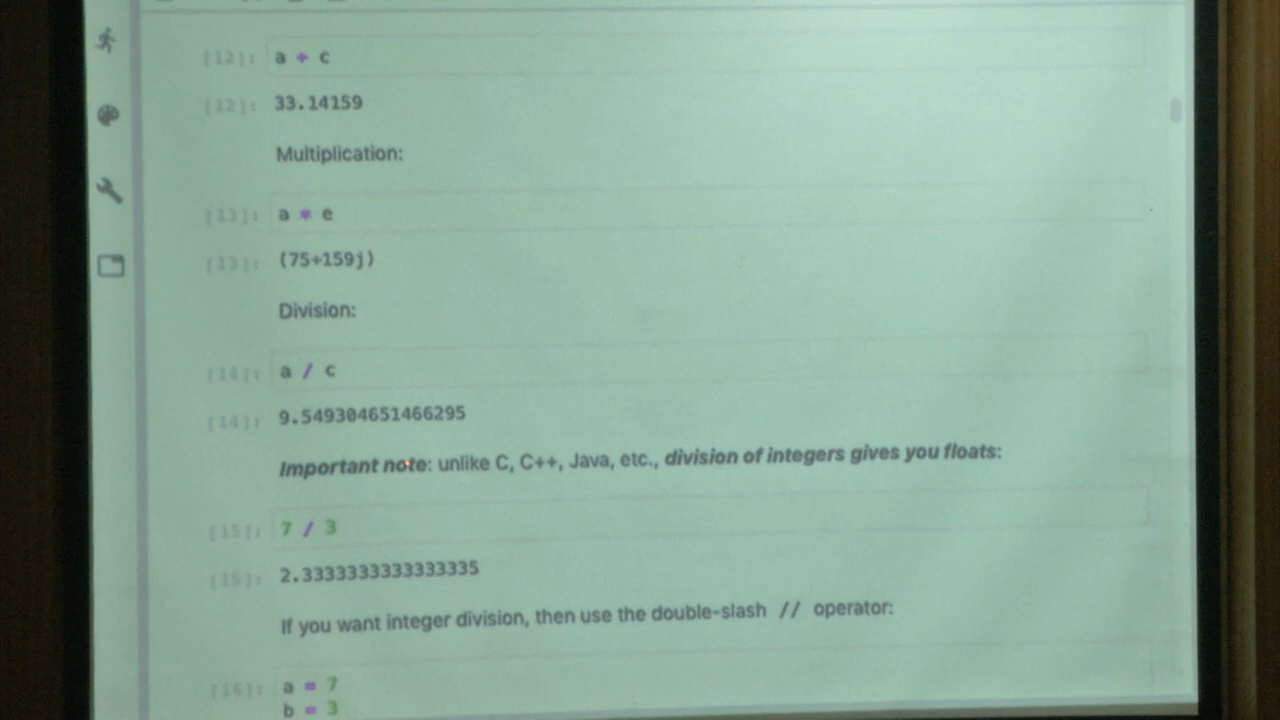 [12]: a + c
[12]: 33.14159
Multiplication:
[13]: a * e
[13]: (75+159j)
Division:
[14]: a / c
[14]: 9.549304651466295
Important note: unlike C, C++, Java, etc., division of integers gives you floats:
[15]: 7 / 3
[15]: 2.3333333333333335
If you want integer division, then use the double-slash // operator:
[16]: a = 7
b = 3